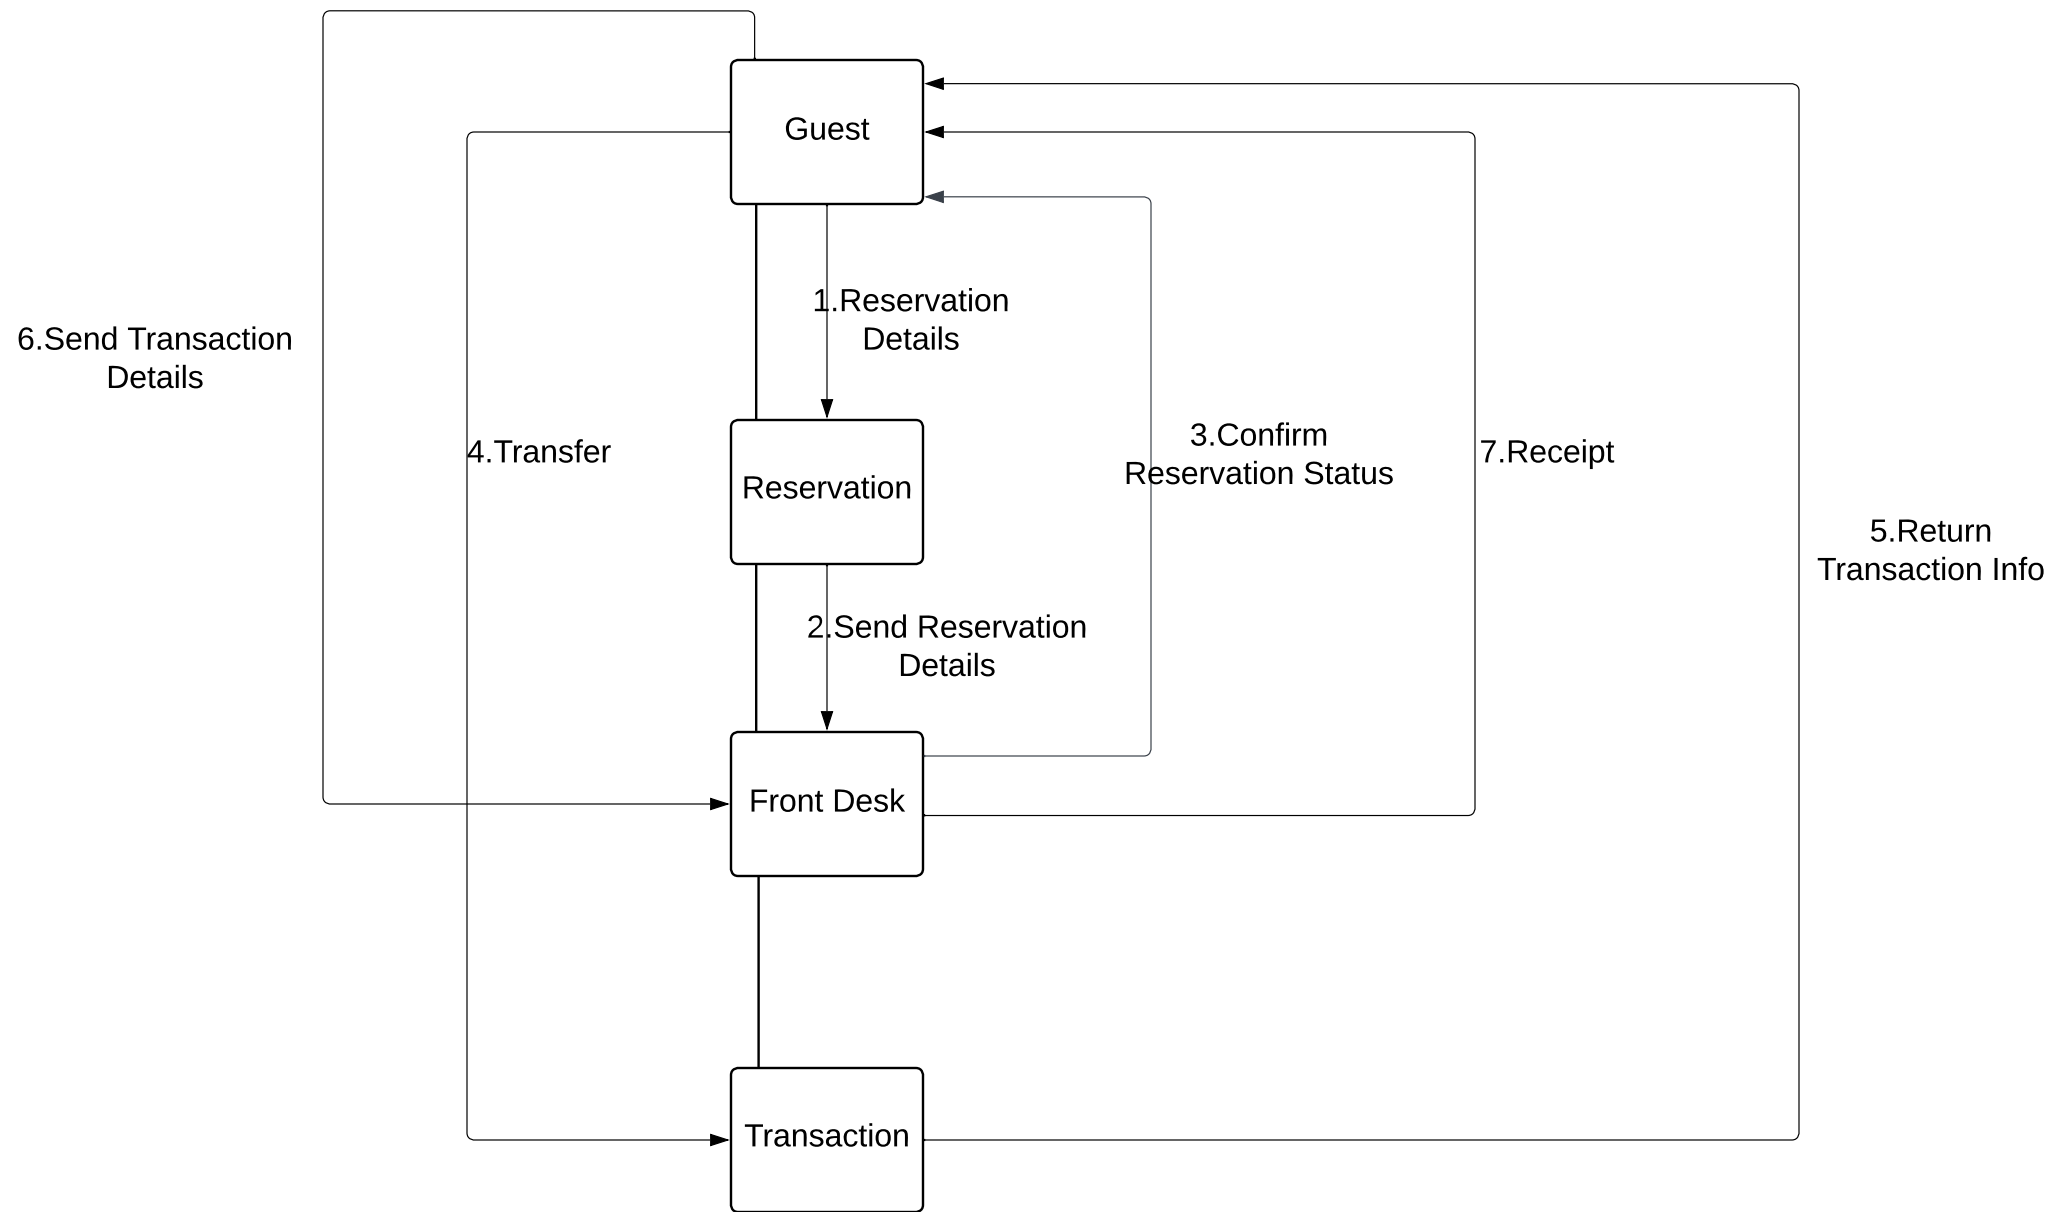 Guest
1.Reservation
Details
6.Send Transaction
Details
4.Transfer
3.Confirm
Reservation Status
7.Receipt
Reservation
5.Return
Transaction Info
2.Send Reservation
Details
Front Desk
Transaction